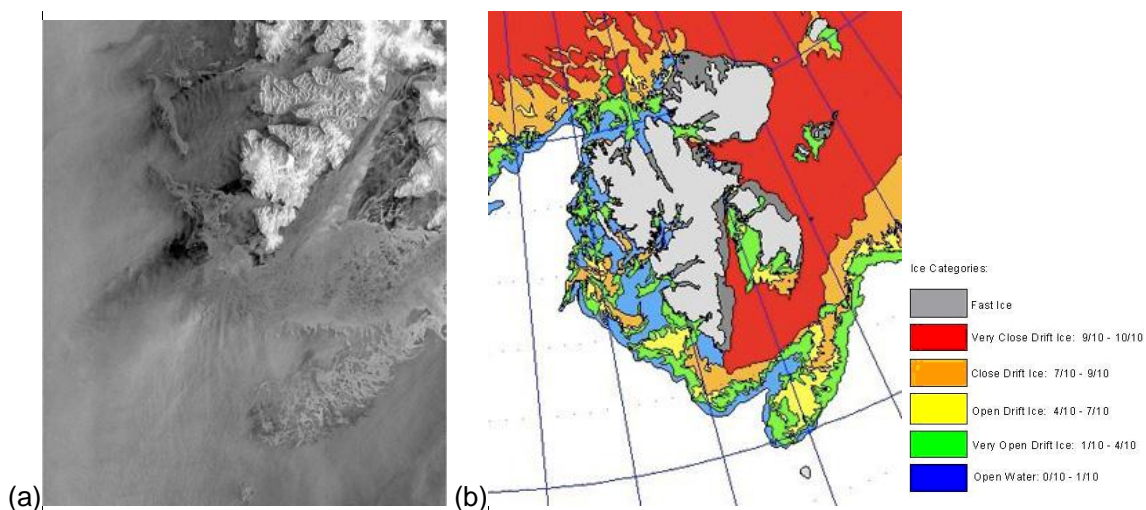 (a)
(b)
Ice Categories:
Fast Ice
Very Close Drift Ice: 9/10 - 10/10
Close Drift Ice: 7/10 - 9/10
Open Drift Ice: 4/10 - 7/10
Very Open Drift Ice: 1/10 - 4/10
Open Water: 0/10 - 1/10